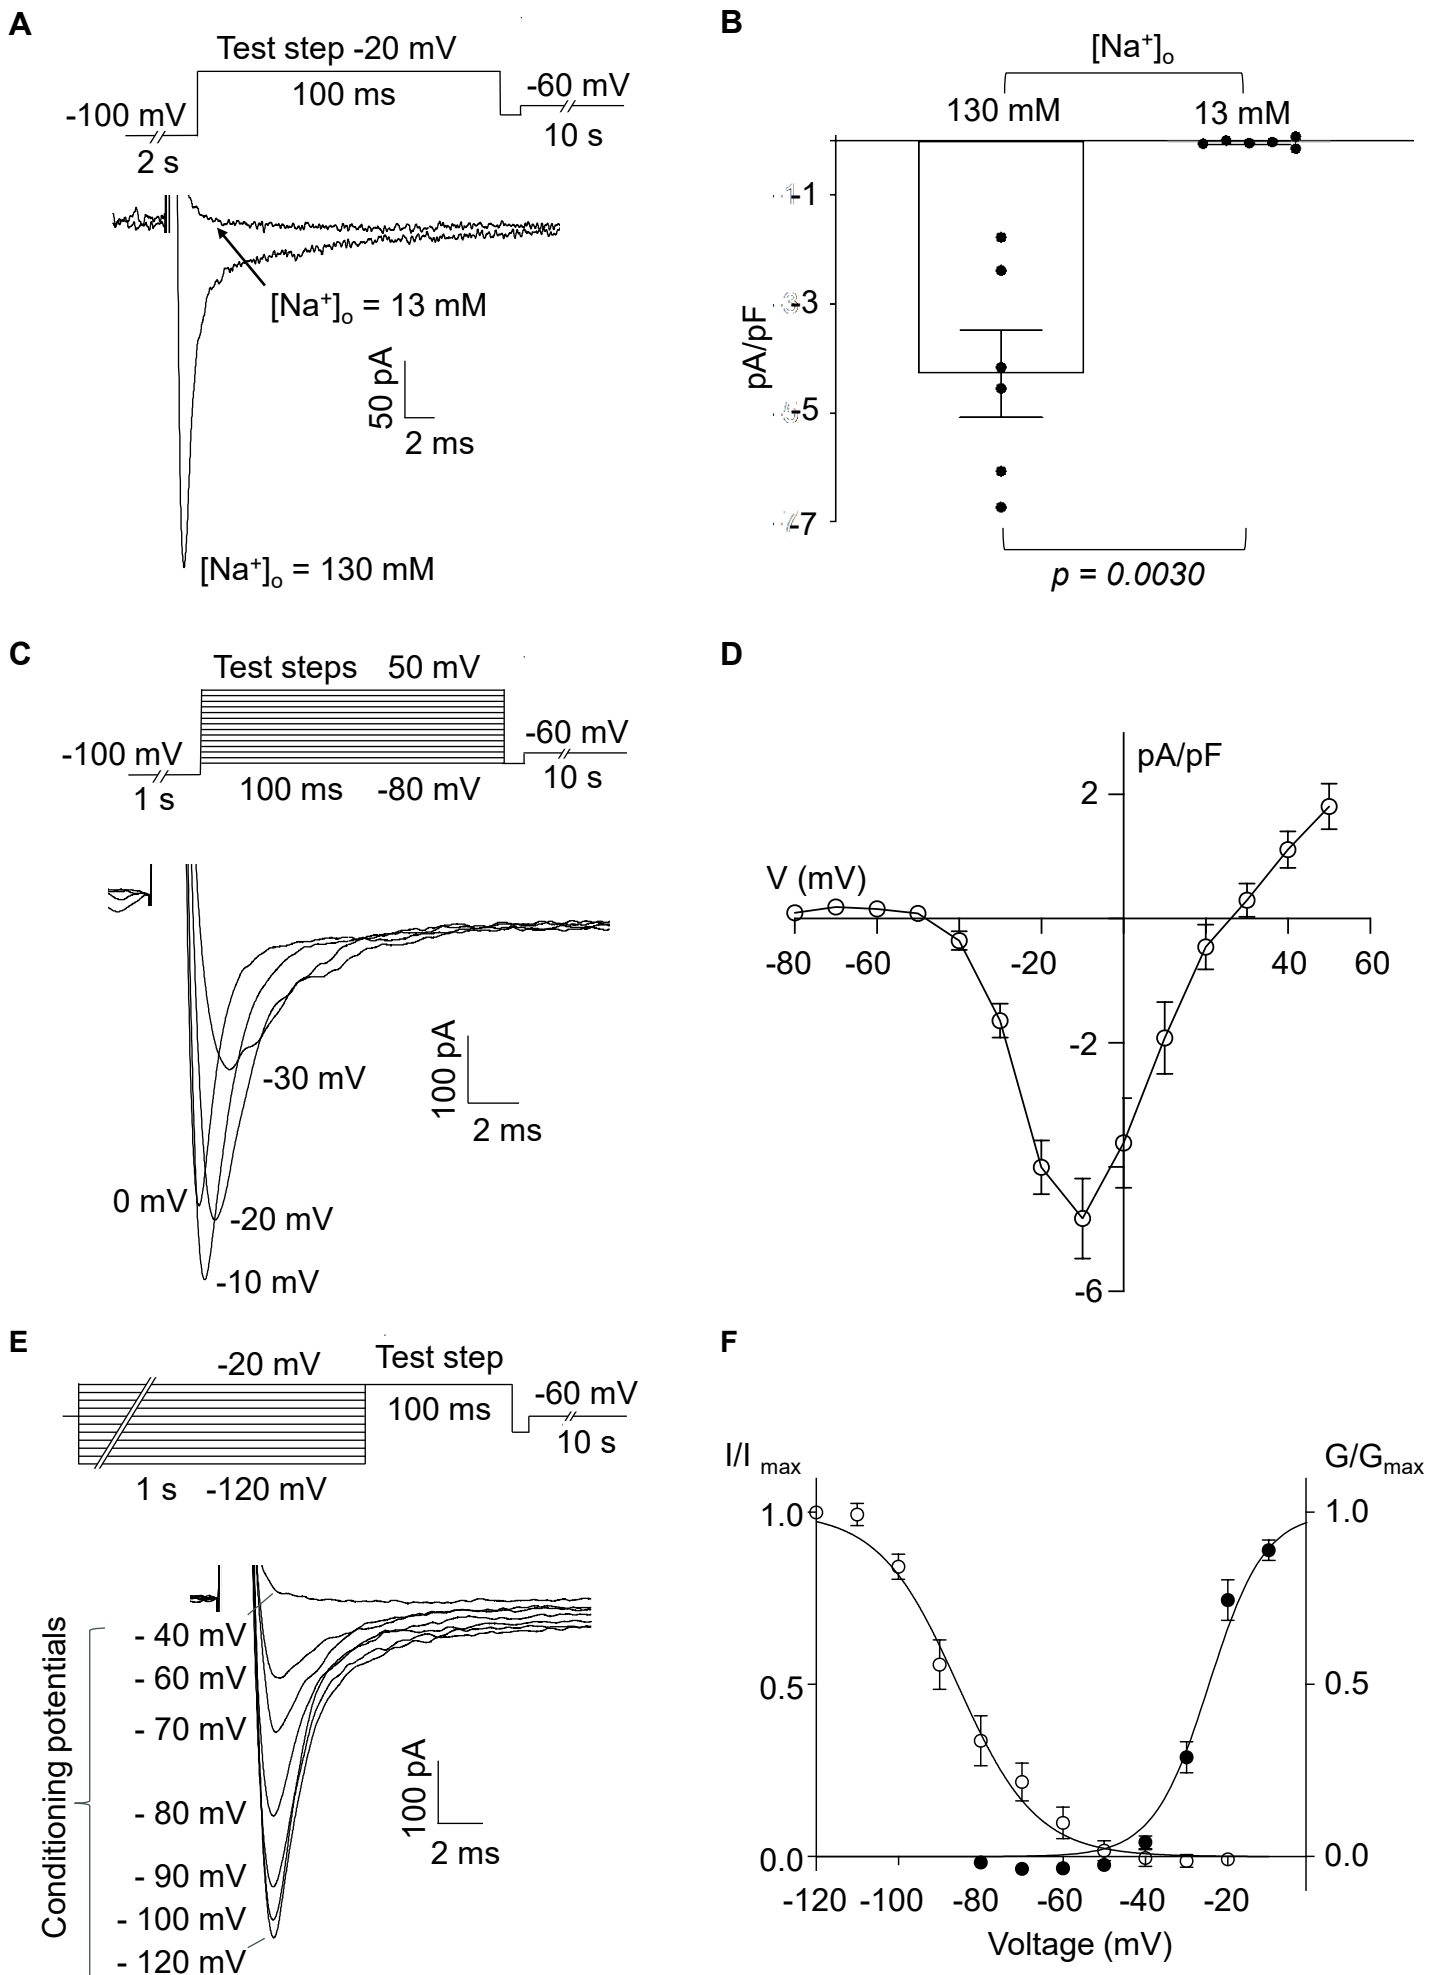 A
Test step -20 mV
100 ms
-100 mV
2 s
-60 mV
10 s
[Na+]o = 13 mM
50 pA
2 ms
[Na+]o = 130 mM
B
[Na+]o
130 mM
13 mM
-1
-3
-5
-7
pA/pF
p = 0.0030
C
Test steps 50 mV
-100 mV
1 s
100 ms -80 mV
-60 mV
10 s
-30 mV
100 pA
2 ms
0 mV
-20 mV
-10 mV
D
pA/pF
2
V (mV)
-80
-60
-20
40
60
-2
-6
E
-20 mV
Test step
100 ms
-60 mV
10 s
1 s -120 mV
Conditioning potentials
- 40 mV
- 60 mV
- 70 mV
- 80 mV
- 90 mV
- 100 mV
- 120 mV
100 pA
2 ms
F
I/I max
G/Gmax
1.0
1.0
0.5
0.5
0.0
0.0
-120
-100
-80
-60
-40
-20
Voltage (mV)